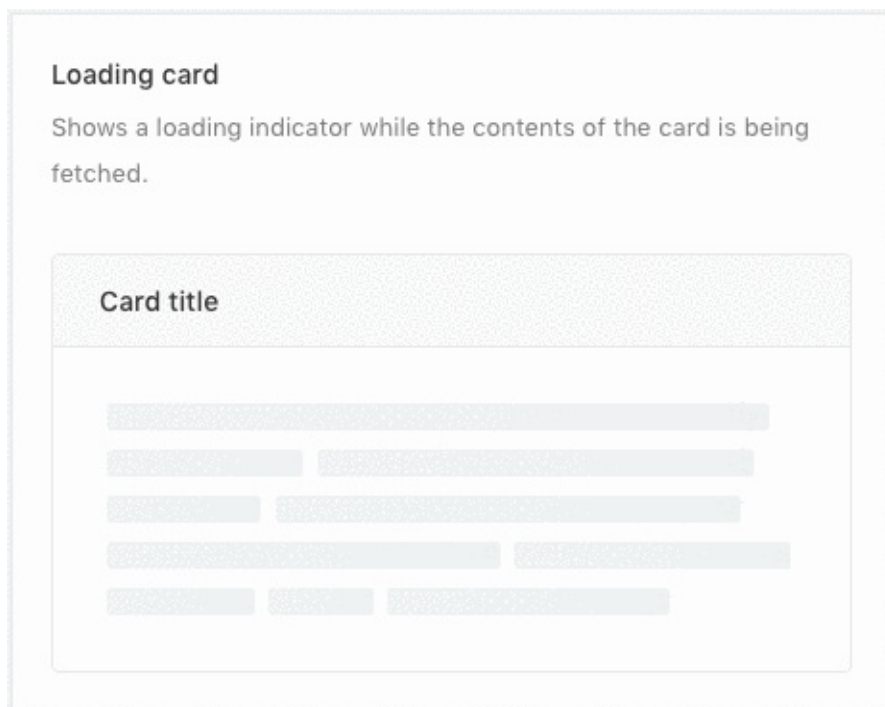 Loading card
Shows a loading indicator while the contents of the card is being
fetched.
Card title